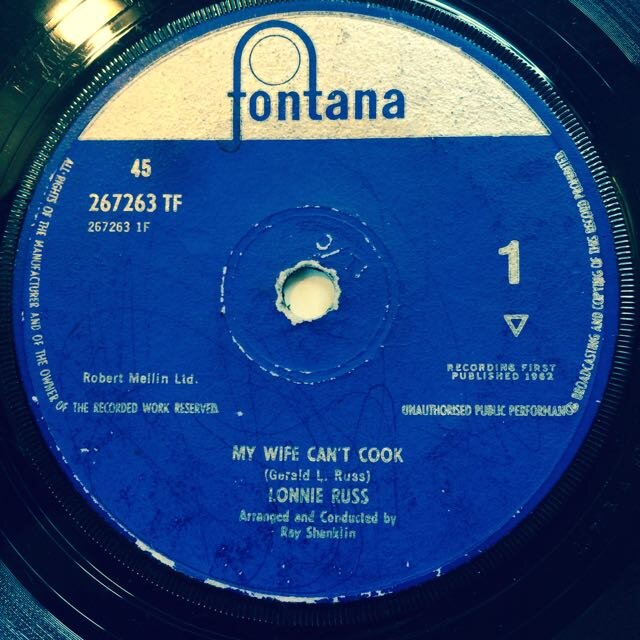 fontana
45
267263 TF
267263 1F
1
Robert Mellin Ltd.
RECORDING FIRST
PUBLISHED 1962
ALL RIGHTS OF THE MANUFACTURER AND OF THE OWNER OF THE RECORDED WORK RESERVED.
UNAUTHORISED PUBLIC PERFORMANCE BROADCASTING AND COPYING OF THIS RECORD PROHIBITED
MY WIFE CAN'T COOK
(Gerald L. Russ)
LONNIE RUSS
Arranged and Conducted by
Ray Shanklin